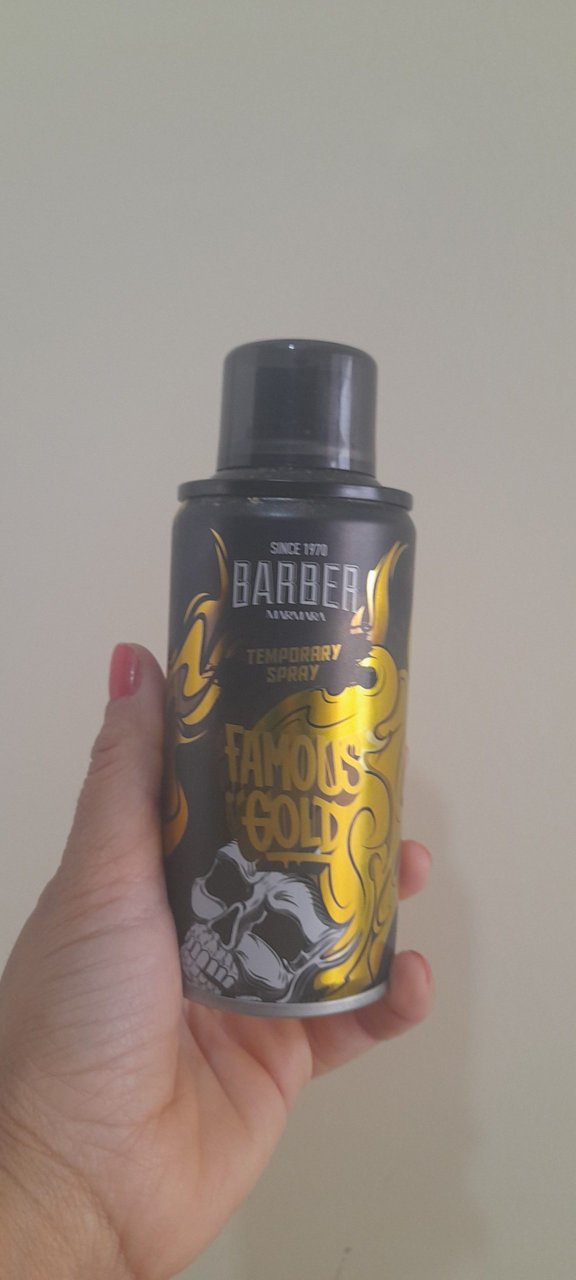 SINCE 1970
BARBER
MARMARA
TEMPORARY
SPRAY
FAMOUS
GOLD